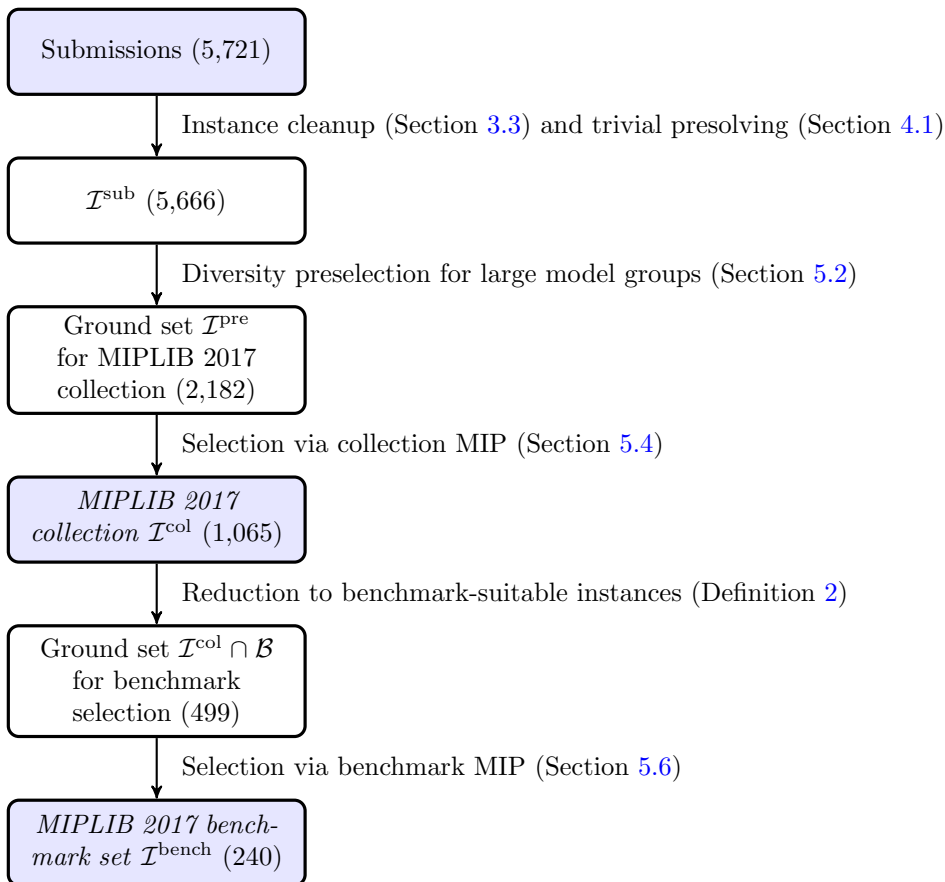 Submissions (5,721)
Instance cleanup (Section 3.3) and trivial presolving (Section 4.1)
𝓘^sub (5,666)
Diversity preselection for large model groups (Section 5.2)
Ground set 𝓘^pre
for MIPLIB 2017
collection (2,182)
Selection via collection MIP (Section 5.4)
MIPLIB 2017
collection 𝓘^col (1,065)
Reduction to benchmark-suitable instances (Definition 2)
Ground set 𝓘^col ∩ 𝓑
for benchmark
selection (499)
Selection via benchmark MIP (Section 5.6)
MIPLIB 2017 bench-
mark set 𝓘^bench (240)